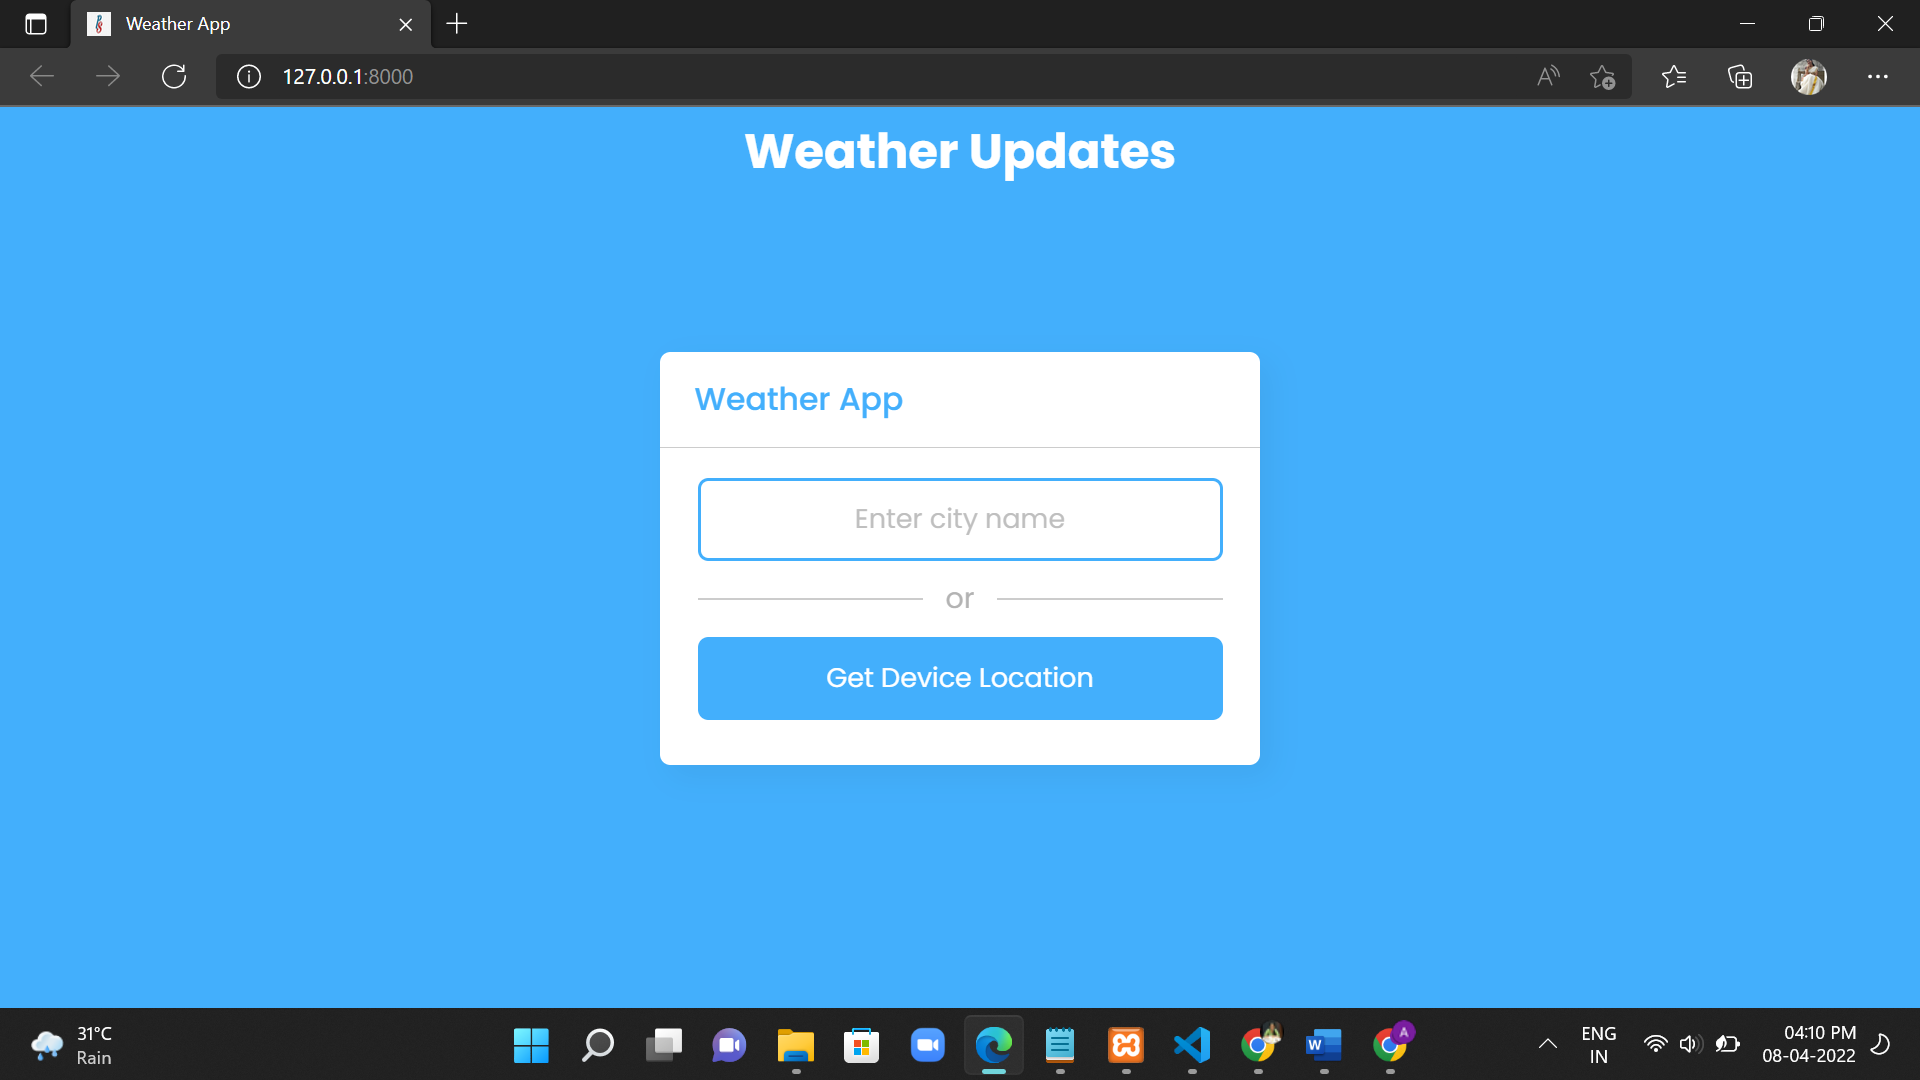 Weather App
127.0.0.1:8000
Weather Updates
Weather App
Enter city name
or
Get Device Location
31°C
Rain
W
A
ENG
IN
04:10 PM
08-04-2022